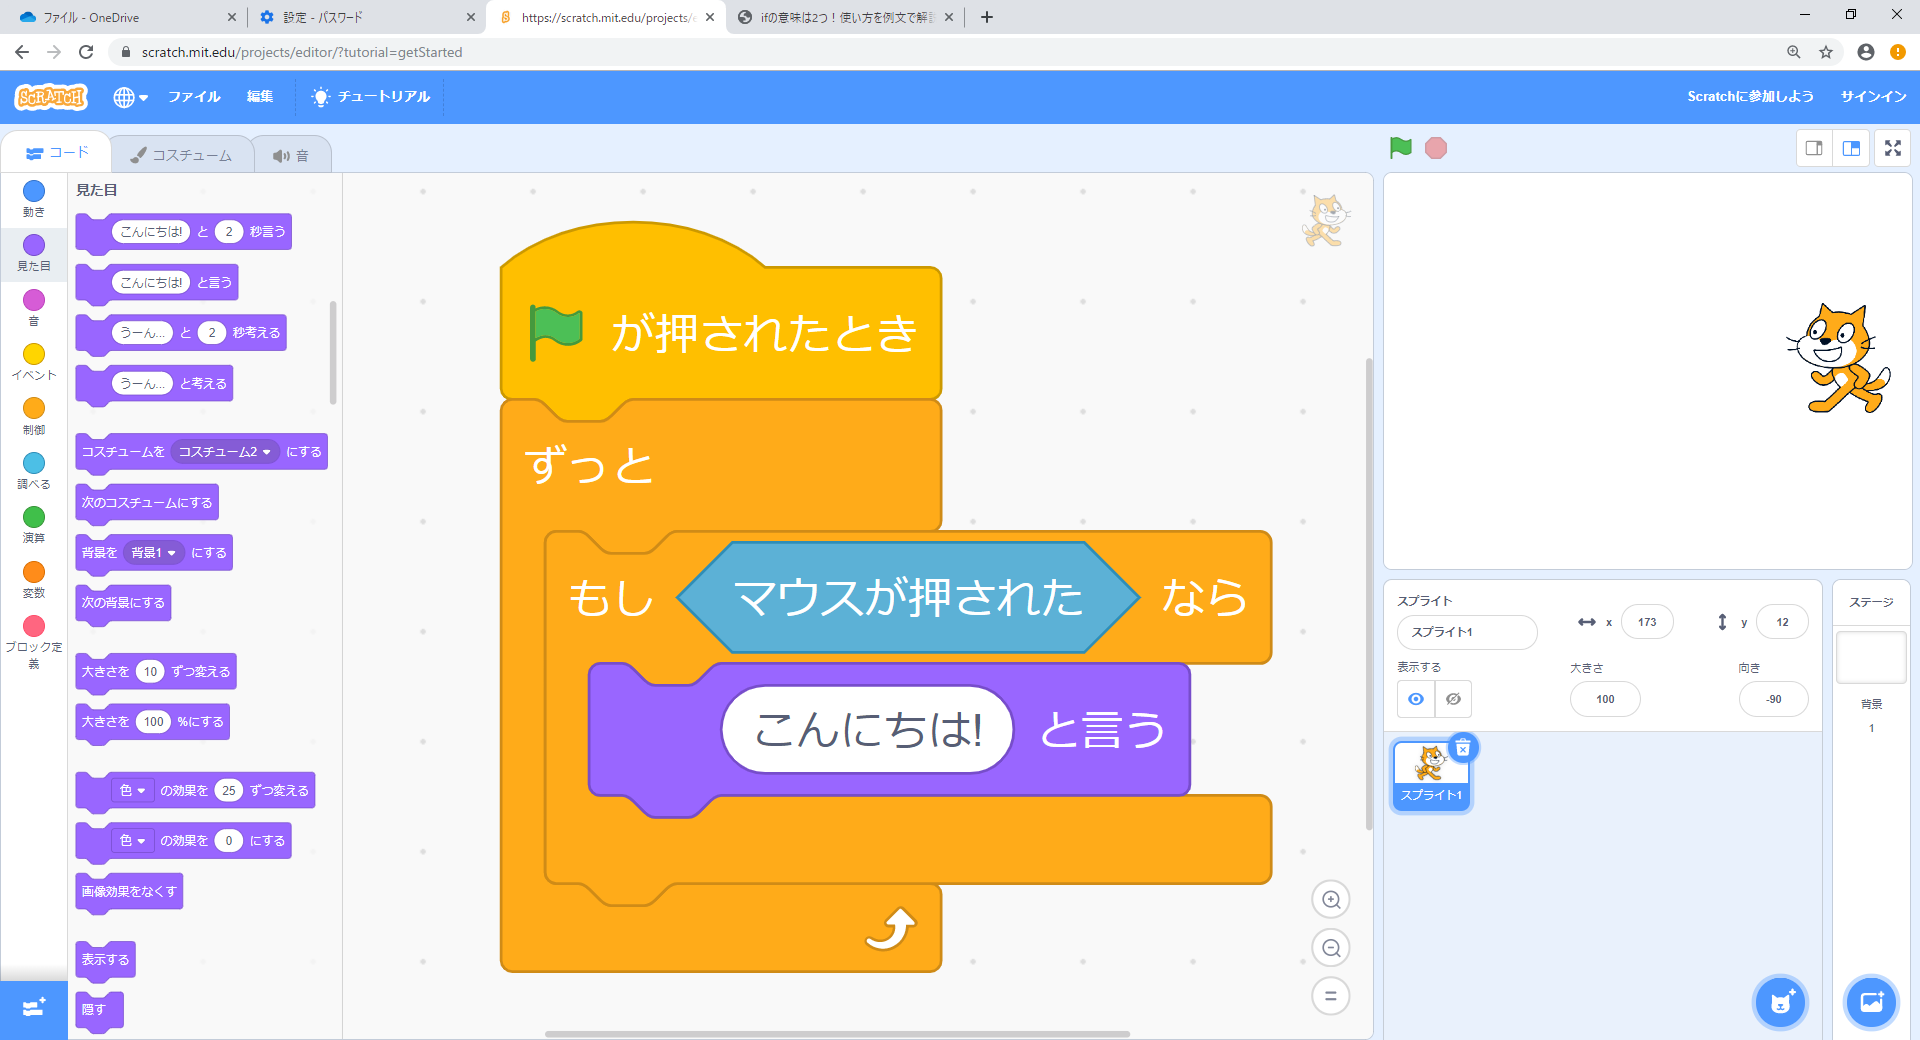 ファイル - OneDrive
設定 - パスワード
https://scratch.mit.edu/projects/e
ifの意味は2つ！使い方を例文で解説
scratch.mit.edu/projects/editor/?tutorial=getStarted
SCRATCH
ファイル
編集
チュートリアル
Scratchに参加しよう
サインイン
コード
コスチューム
音
動き
見た目
音
イベント
制御
調べる
演算
変数
ブロック定
義
見た目
こんにちは! と 2 秒言う
こんにちは! と言う
うーん... と 2 秒考える
うーん... と考える
コスチュームを コスチューム2 にする
次のコスチュームにする
背景を 背景1 にする
次の背景にする
大きさを 10 ずつ変える
大きさを 100 %にする
色 の効果を 25 ずつ変える
色 の効果を 0 にする
画像効果をなくす
表示する
隠す
が押されたとき
ずっと
もし マウスが押された なら
こんにちは! と言う
スプライト
スプライト1
x 173
y 12
表示する
大きさ
100
向き
-90
スプライト1
ステージ
背景
1